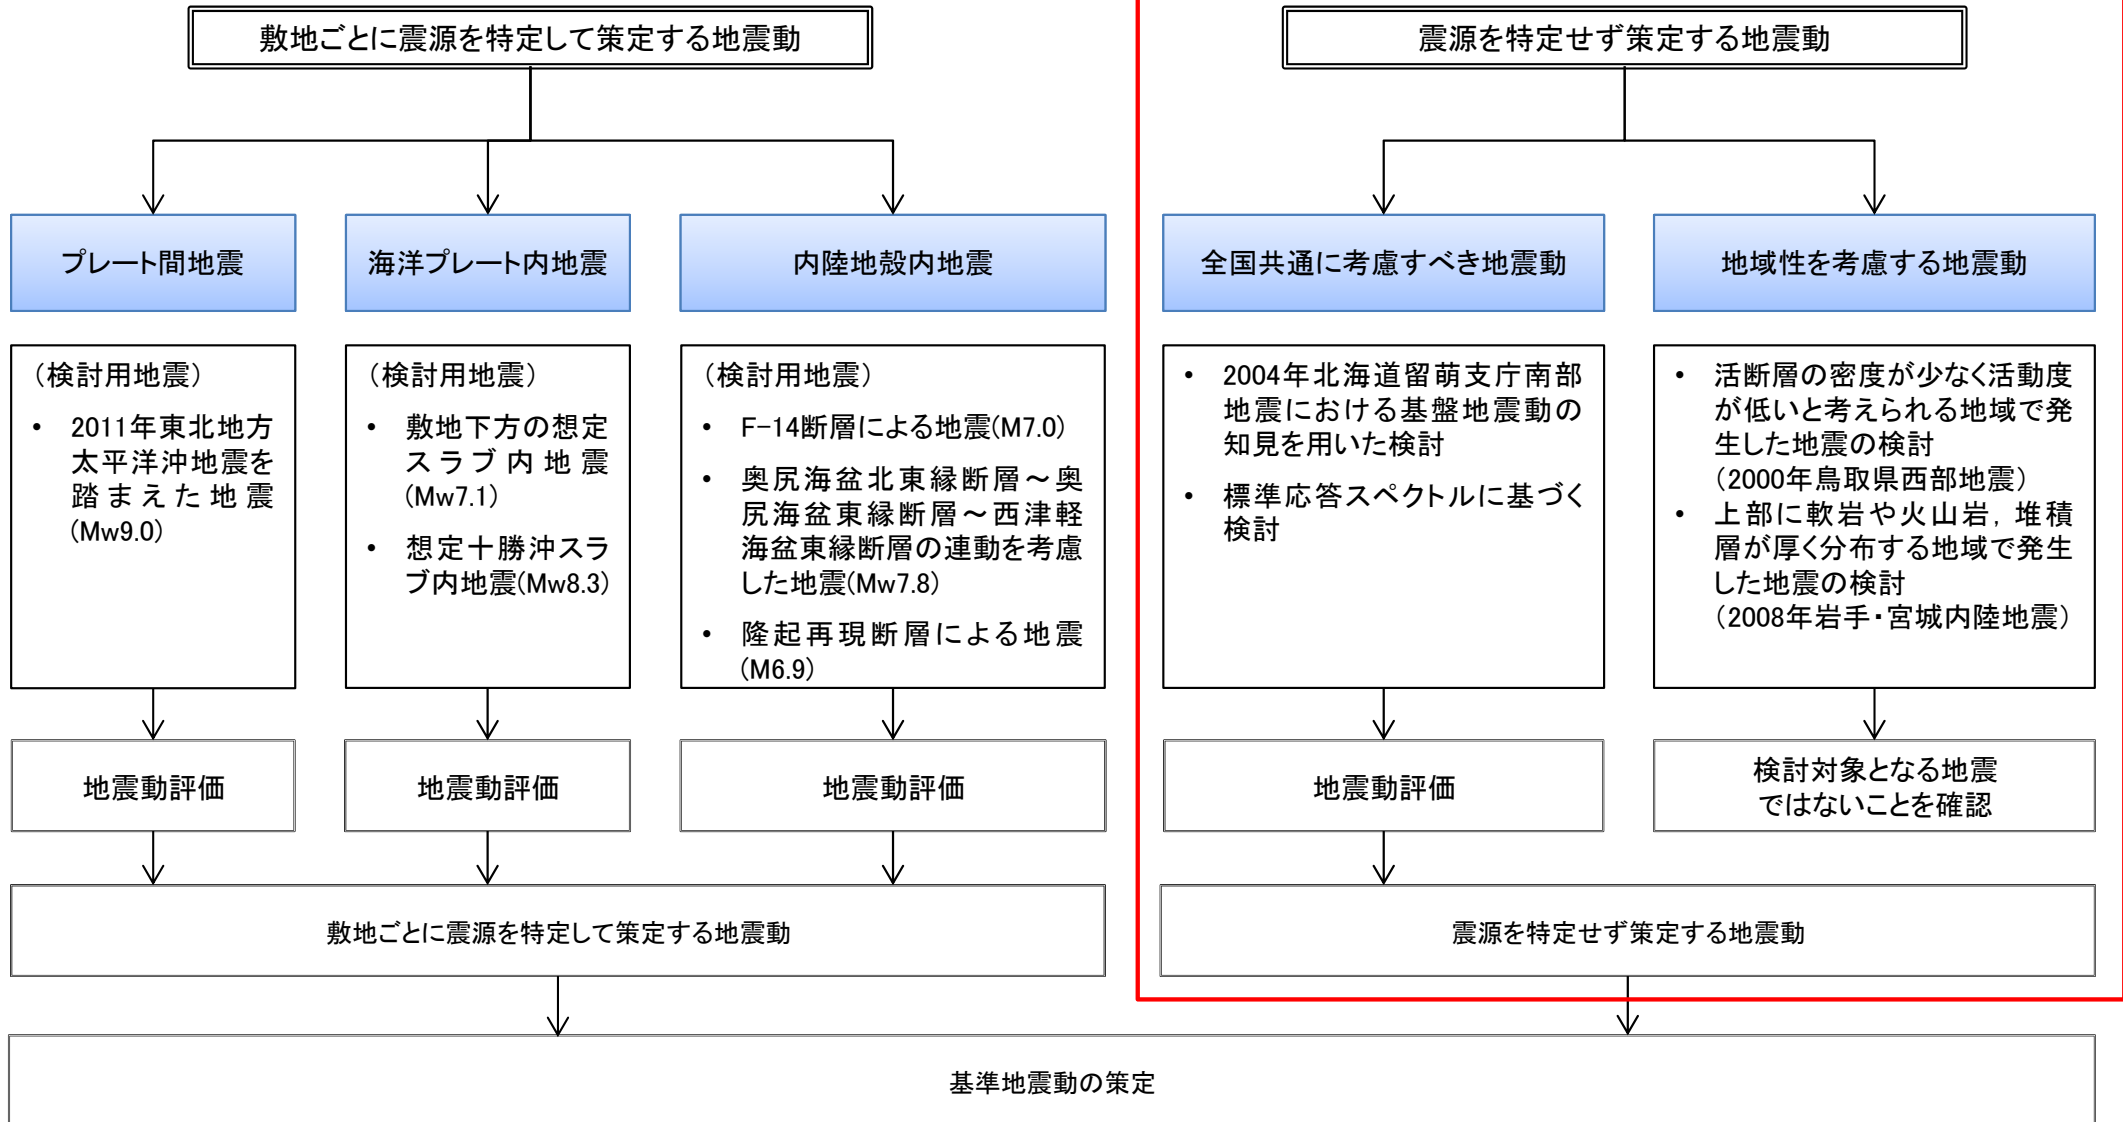 敷地ごとに震源を特定して策定する地震動
震源を特定せず策定する地震動
プレート間地震
海洋プレート内地震
内陸地殻内地震
全国共通に考慮すべき地震動
地域性を考慮する地震動
（検討用地震）
• 2011年東北地方
太平洋沖地震を
踏まえた地震
(Mw9.0)
（検討用地震）
• 敷地下方の想定
スラブ内地震
(Mw7.1)
• 想定十勝沖スラ
ブ内地震(Mw8.3)
（検討用地震）
• F-14断層による地震(M7.0)
• 奥尻海盆北東縁断層～奥
尻海盆東縁断層～西津軽
海盆東縁断層の連動を考慮
した地震(Mw7.8)
• 隆起再現断層による地震
(M6.9)
• 2004年北海道留萌支庁南部
地震における基盤地震動の
知見を用いた検討
• 標準応答スペクトルに基づく
検討
• 活断層の密度が少なく活動度
が低いと考えられる地域で発
生した地震の検討
（2000年鳥取県西部地震）
• 上部に軟岩や火山岩，堆積
層が厚く分布する地域で発生
した地震の検討
（2008年岩手・宮城内陸地震）
地震動評価
地震動評価
地震動評価
地震動評価
検討対象となる地震
ではないことを確認
敷地ごとに震源を特定して策定する地震動
震源を特定せず策定する地震動
基準地震動の策定